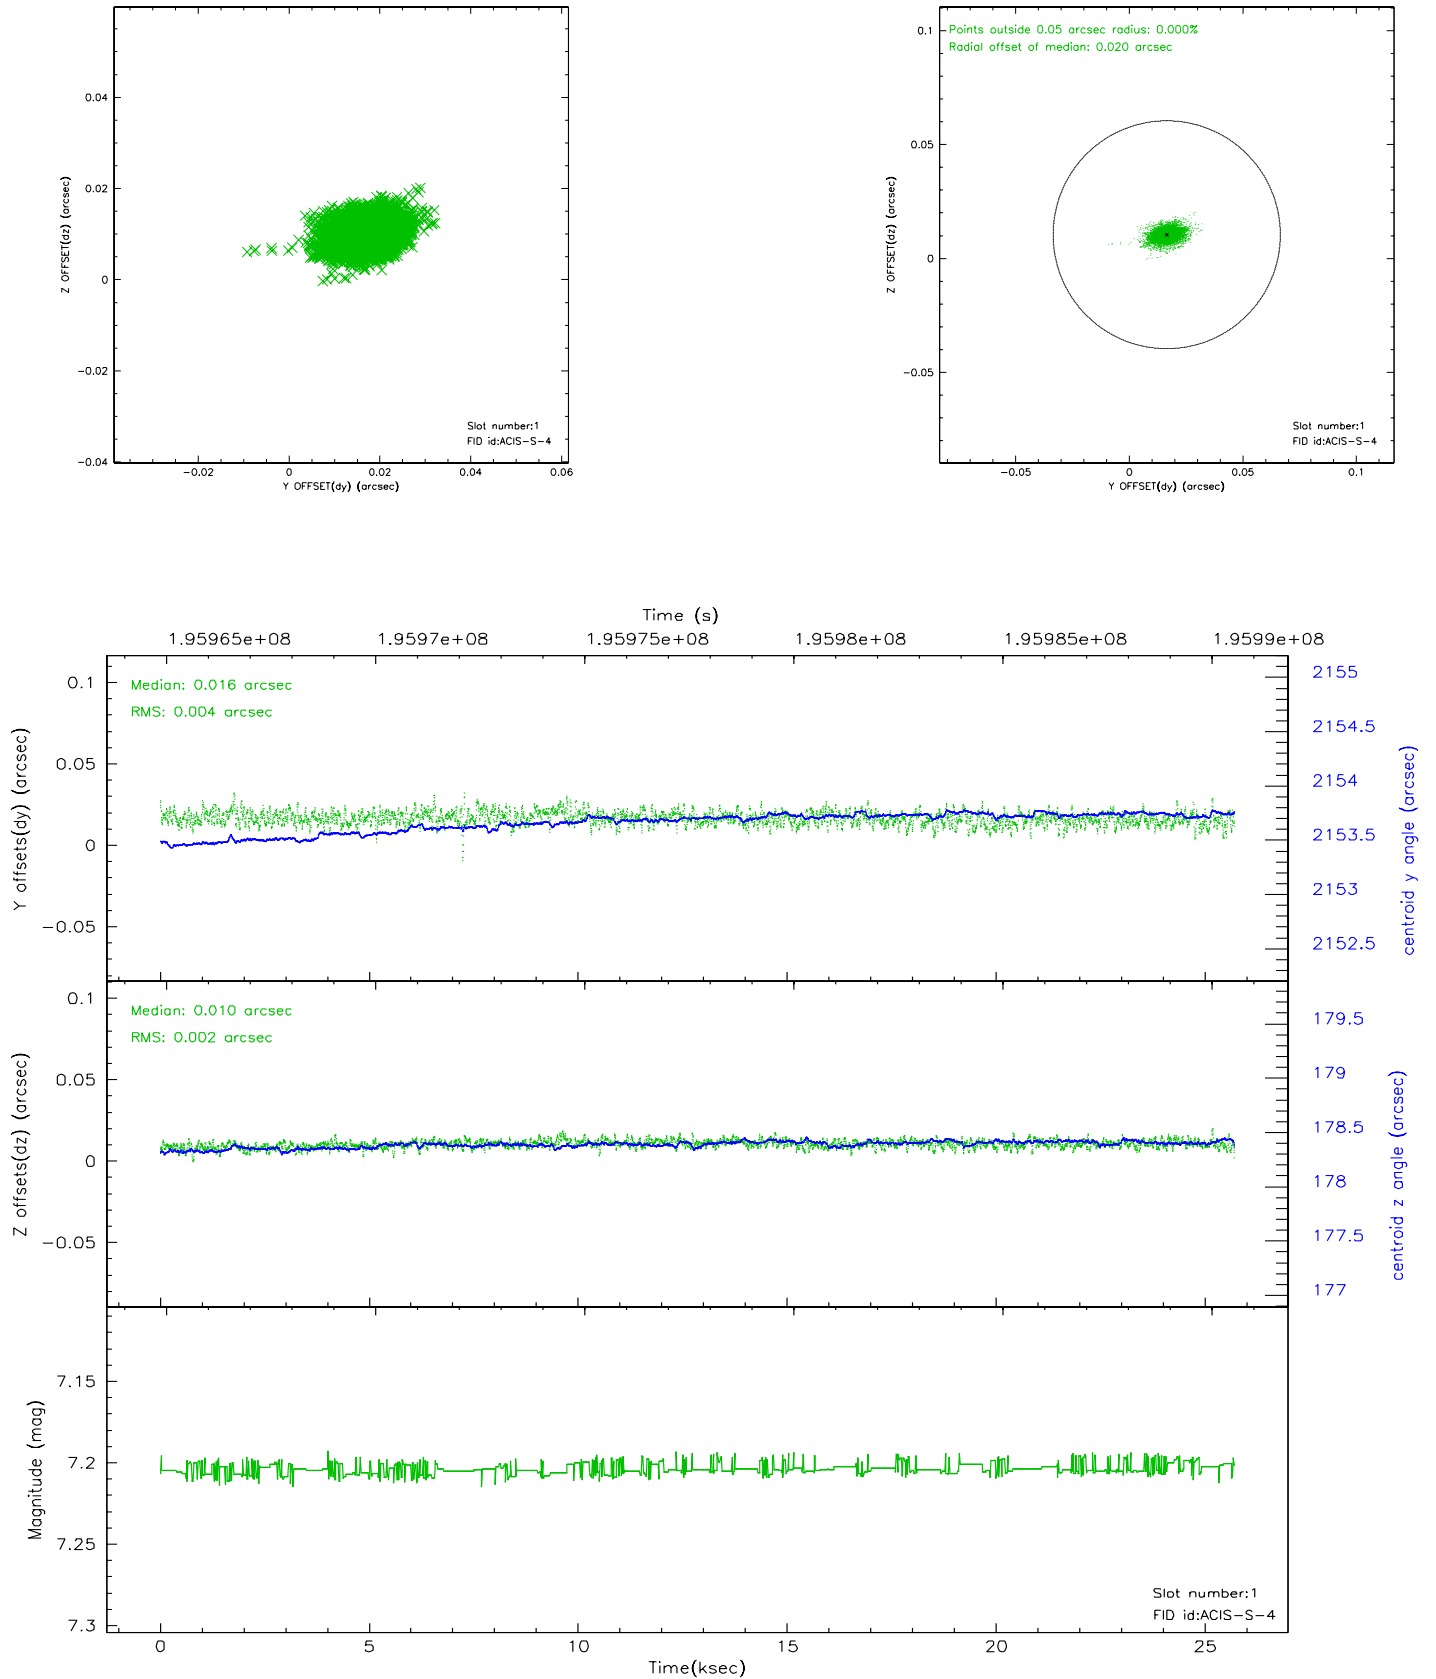 0.04
0.02
0
−0.02
−0.04
Z OFFSET(dz) (arcsec)
Slot number:1
FID id:ACIS−S−4
−0.02 0 0.02 0.04 0.06
Y OFFSET(dy) (arcsec)
Points outside 0.05 arcsec radius: 0.000%
Radial offset of median: 0.020 arcsec
0.1
0.05
0
−0.05
Z OFFSET(dz) (arcsec)
Slot number:1
FID id:ACIS−S−4
−0.05 0 0.05 0.1
Y OFFSET(dy) (arcsec)
Time (s)
1.95965e+08 1.9597e+08 1.95975e+08 1.9598e+08 1.95985e+08 1.9599e+08
Median: 0.016 arcsec
RMS: 0.004 arcsec
0.1
0.05
0
−0.05
Y offsets(dy) (arcsec)
2155
2154.5
2154
2153.5
2153
2152.5
centroid y angle (arcsec)
Median: 0.010 arcsec
RMS: 0.002 arcsec
0.1
0.05
0
−0.05
Z offsets(dz) (arcsec)
179.5
179
178.5
178
177.5
177
centroid z angle (arcsec)
7.15
7.2
7.25
7.3
Magnitude (mag)
Slot number:1
FID id:ACIS−S−4
0 5 10 15 20 25
Time(ksec)